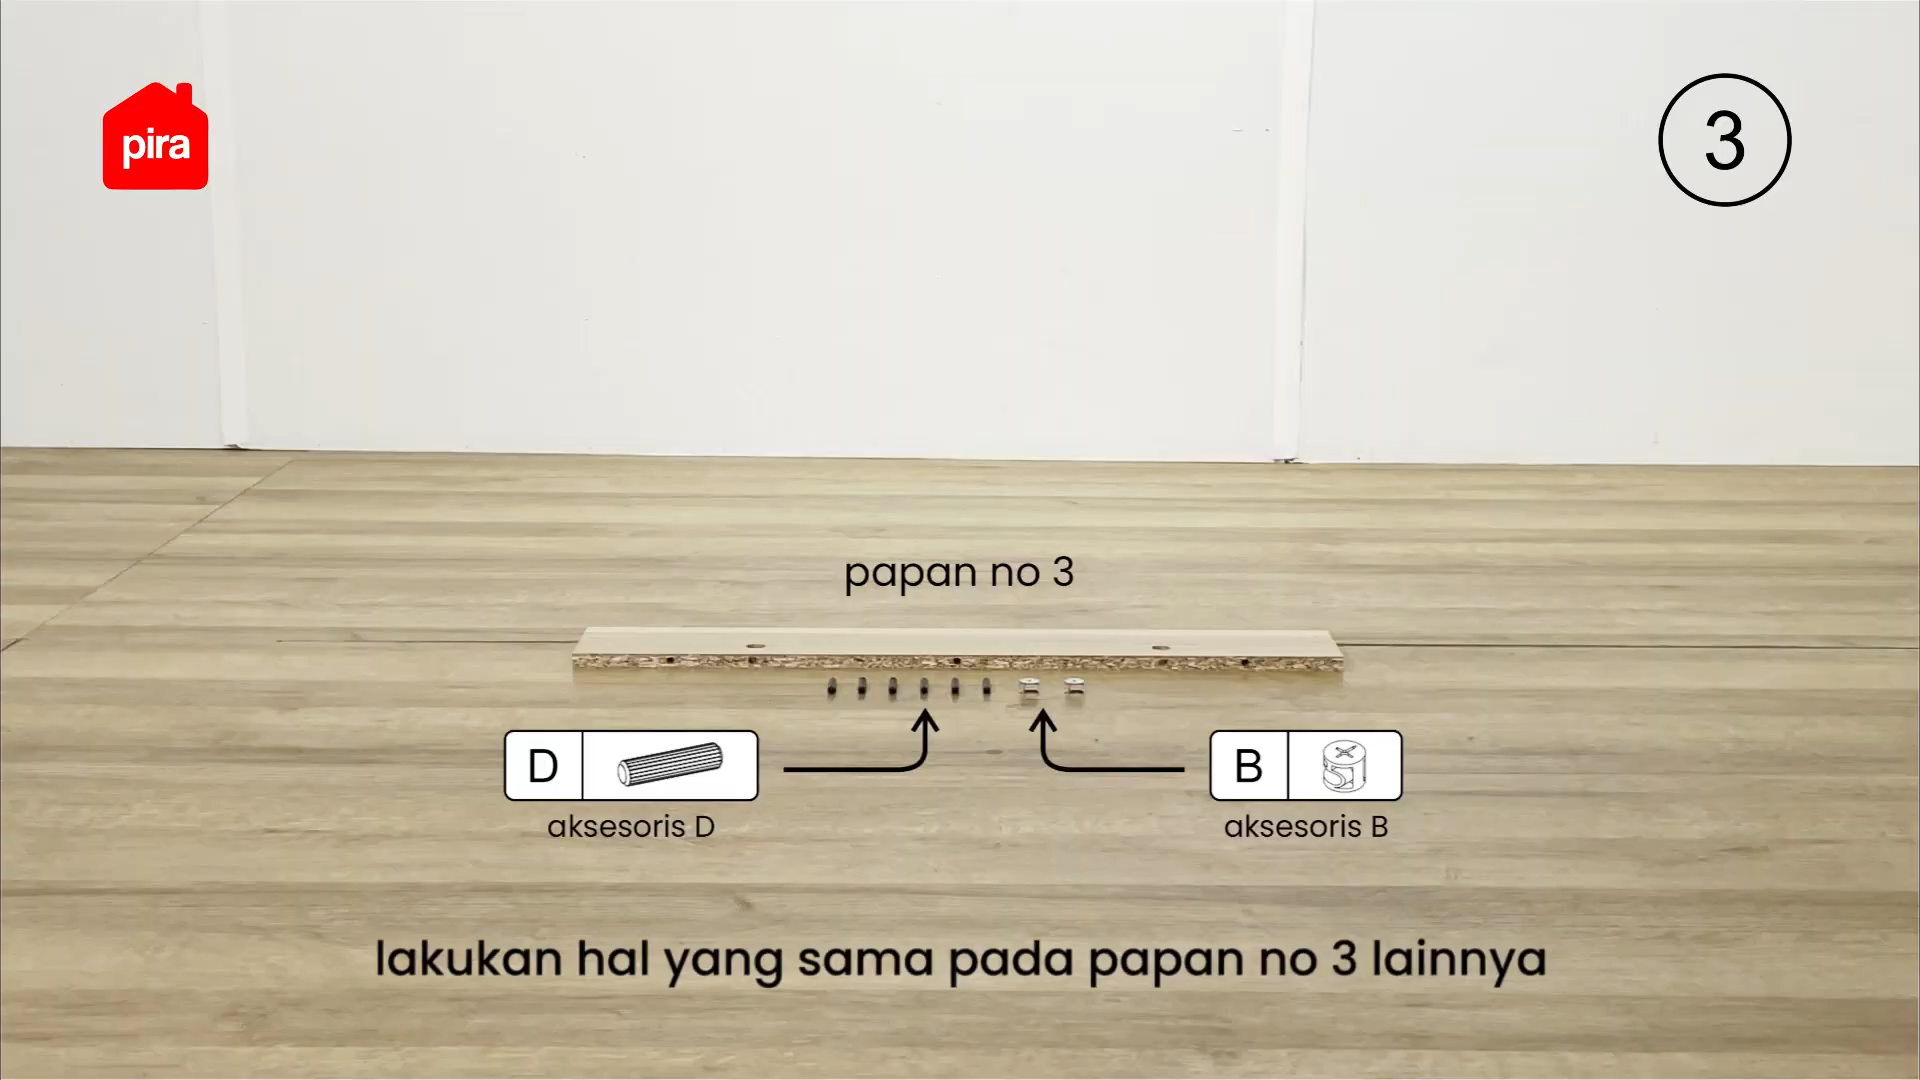 pira
3
papan no 3
D
B
aksesoris D
aksesoris B
lakukan hal yang sama pada papan no 3 lainnya